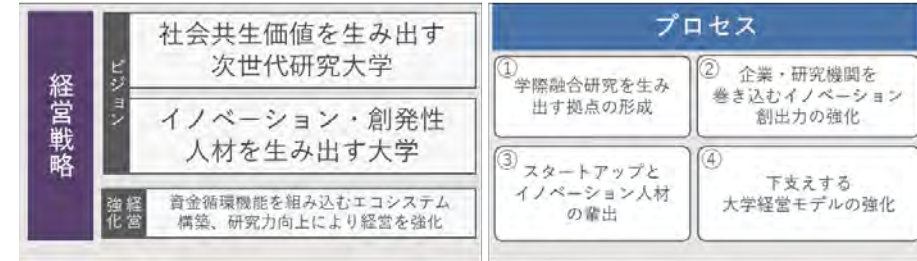 経営戦略
ビジョン
社会共生価値を生み出す
次世代研究大学
イノベーション・創発性
人材を生み出す大学
経営
強化
資金循環機能を組み込むエコシステム
構築、研究力向上により経営を強化
プロセス
①
学際融合研究を生み
出す拠点の形成
②
企業・研究機関を
巻き込むイノベーション
創出力の強化
③
スタートアップと
イノベーション人材
の輩出
④
下支えする
大学経営モデルの強化